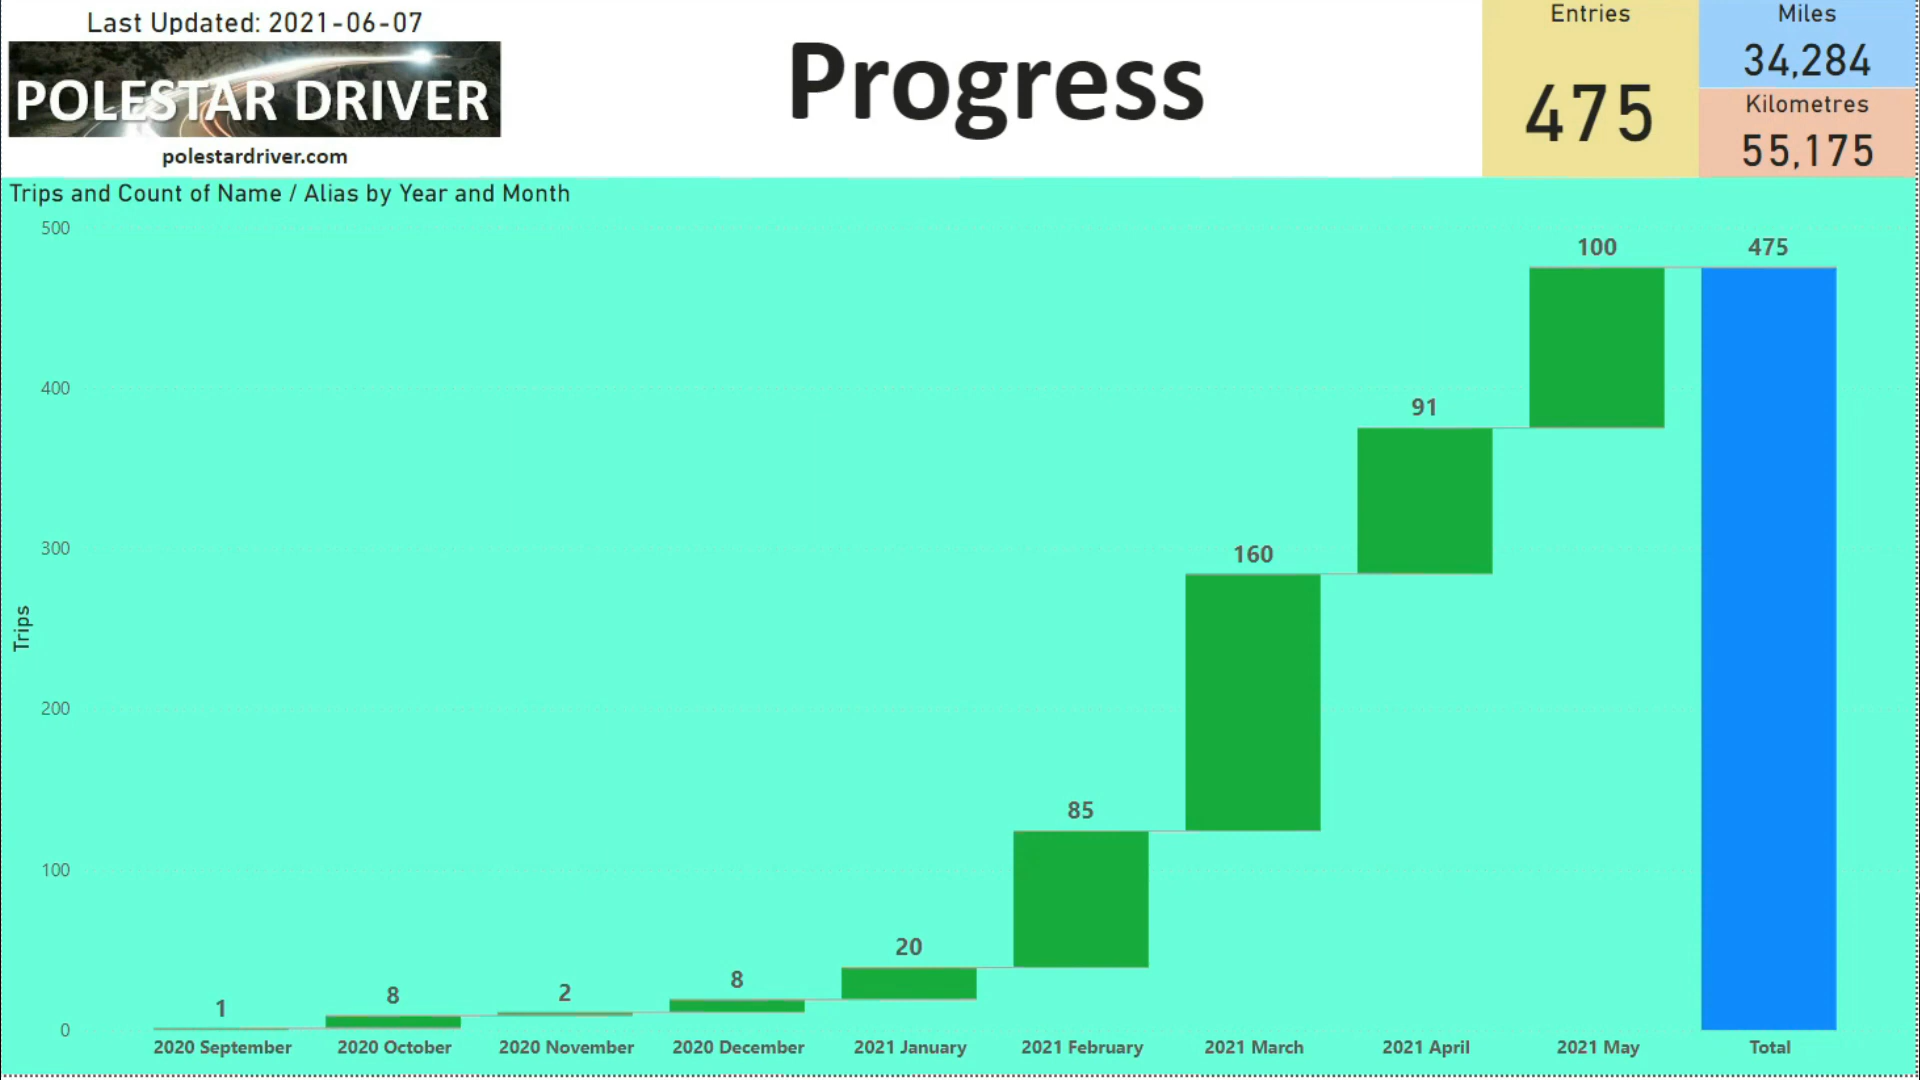 Last Updated: 2021-06-07
POLESTAR DRIVER
polestardriver.com
Progress
Entries
475
Miles
34,284
Kilometres
55,175
Trips and Count of Name / Alias by Year and Month
500
400
300
200
100
0
Trips
1
8
2
8
20
85
160
91
100
475
2020 September
2020 October
2020 November
2020 December
2021 January
2021 February
2021 March
2021 April
2021 May
Total